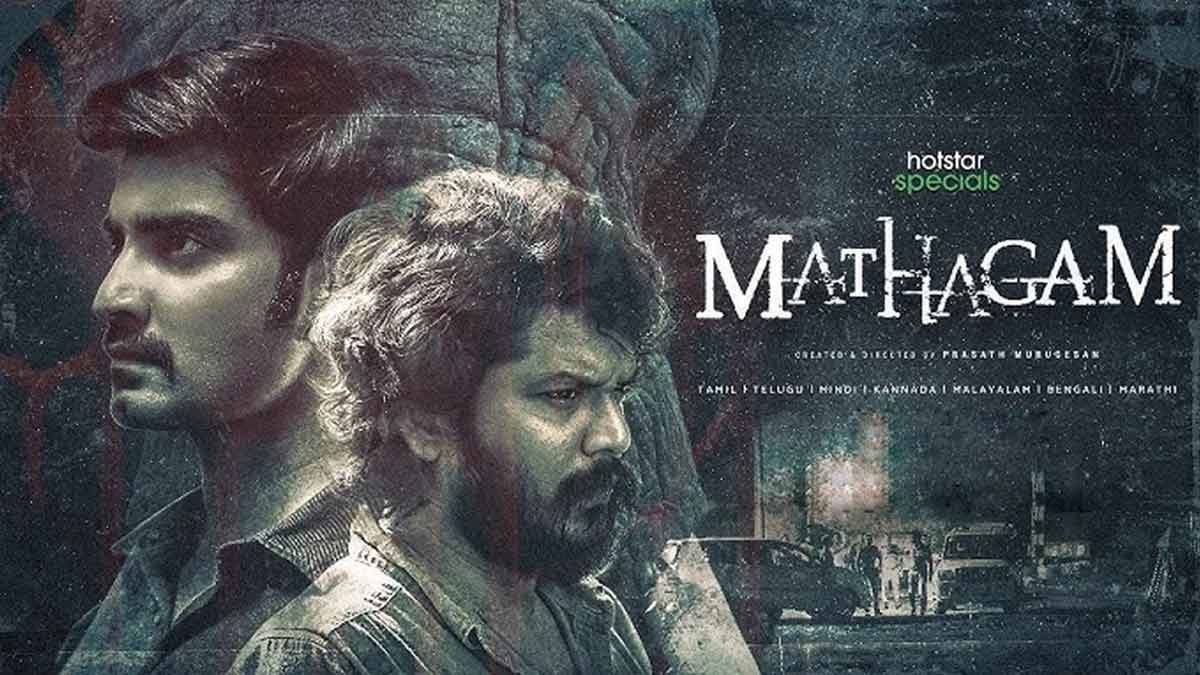 hotstar
specials
MATHAGAM
CREATED & DIRECTED BY PRASATH MURUGESAN
TAMIL | TELUGU | HINDI | KANNADA | MALAYALAM | BENGALI | MARATHI